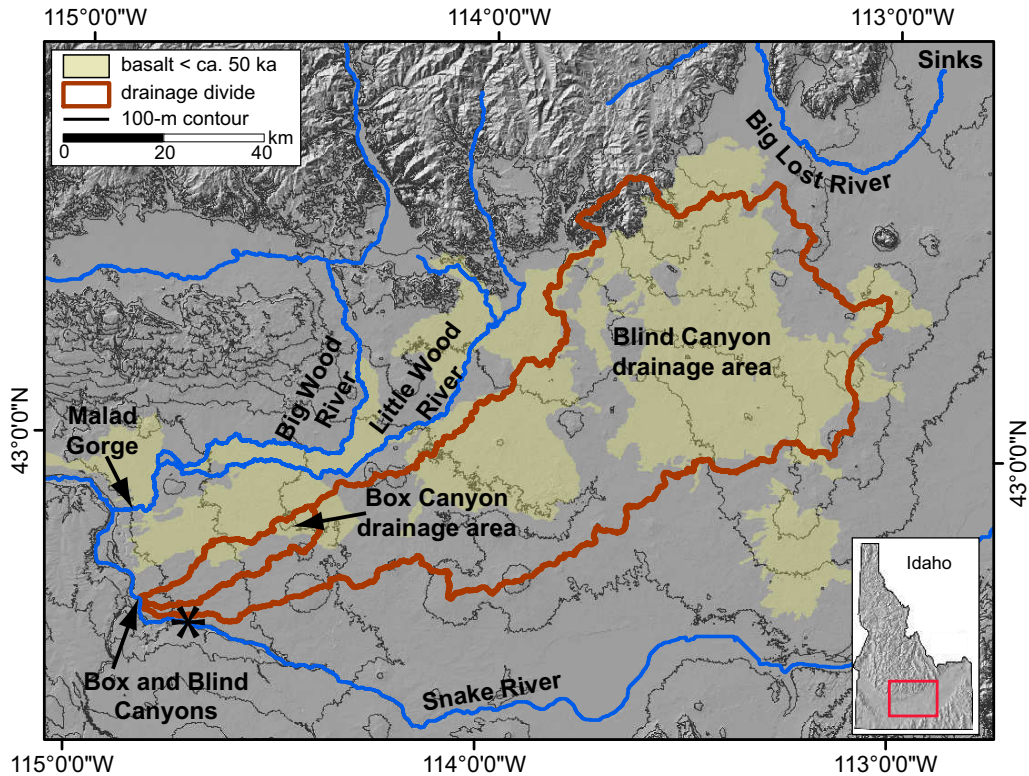 115°0'0"W 114°0'0"W 113°0'0"W
basalt < ca. 50 ka
drainage divide
100-m contour
km
0 20 40
Sinks
Big Lost River
43°0'0"N
43°0'0"N
Big Wood
River
Little Wood
River
Blind Canyon
drainage area
Malad
Gorge
Box Canyon
drainage area
Box and Blind
Canyons
Snake River
Idaho
115°0'0"W 114°0'0"W 113°0'0"W